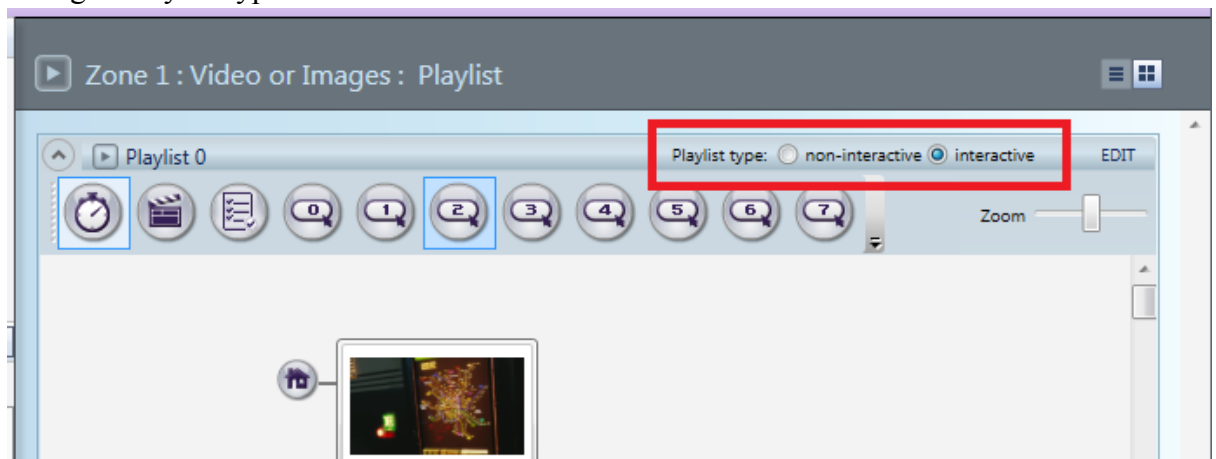 Zone 1 : Video or Images : Playlist
Playlist 0 Playlist type: non-interactive interactive EDIT
0 1 2 3 4 5 6 7 Zoom